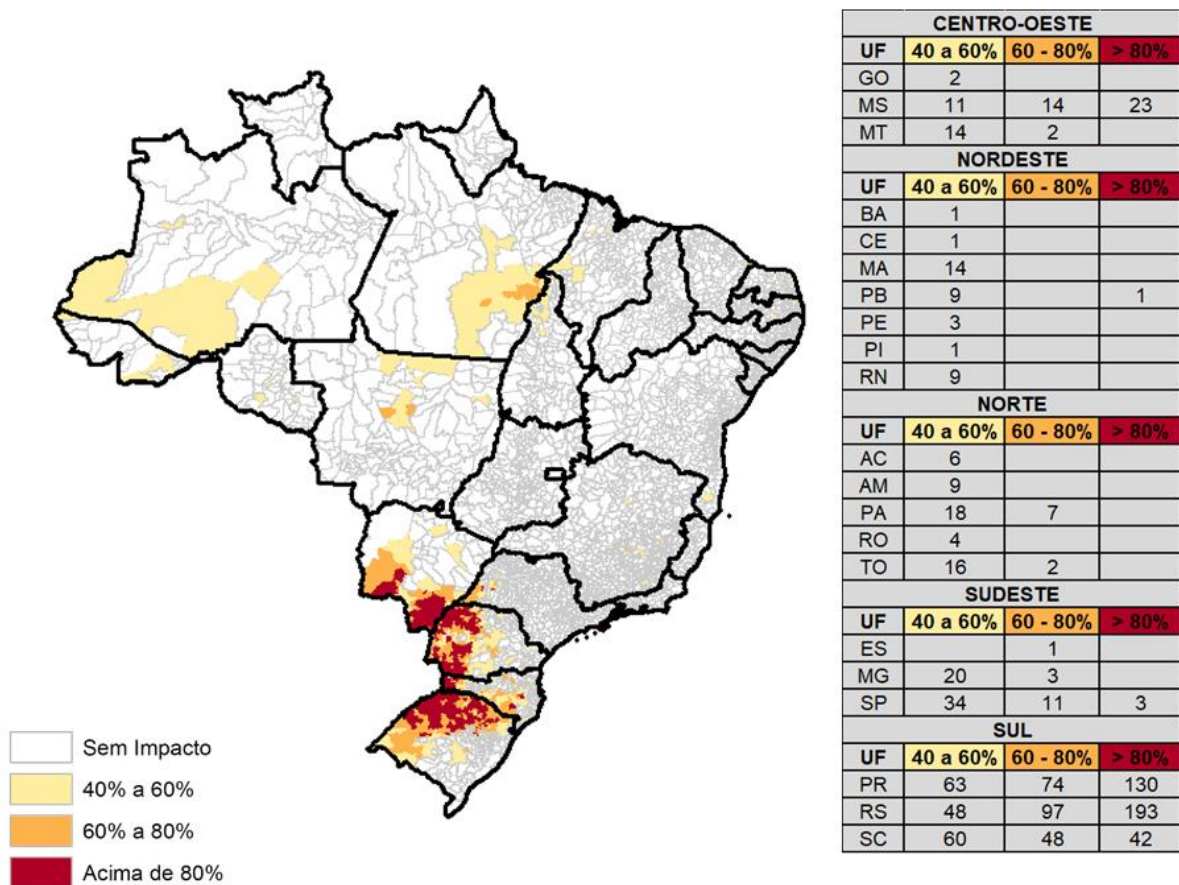 CENTRO-OESTE
UF 40 a 60% 60 - 80% > 80%
GO 2
MS 11 14 23
MT 14 2
NORDESTE
UF 40 a 60% 60 - 80% > 80%
BA 1
CE 1
MA 14
PB 9 1
PE 3
PI 1
RN 9
NORTE
UF 40 a 60% 60 - 80% > 80%
AC 6
AM 9
PA 18 7
RO 4
TO 16 2
SUDESTE
UF 40 a 60% 60 - 80% > 80%
ES 1
MG 20 3
SP 34 11 3
SUL
UF 40 a 60% 60 - 80% > 80%
PR 63 74 130
RS 48 97 193
SC 60 48 42
Sem Impacto
40% a 60%
60% a 80%
Acima de 80%